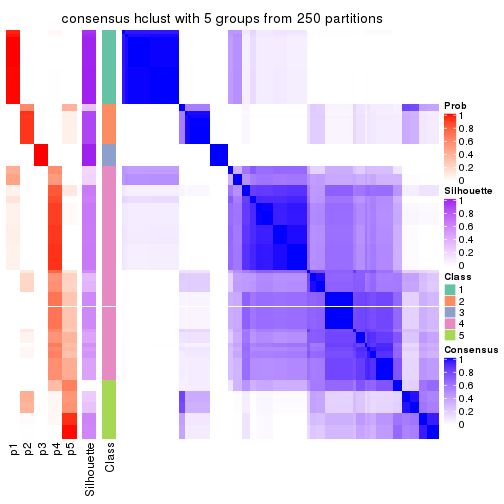 consensus hclust with 5 groups from 250 partitions
Prob
1
0.8
0.6
0.4
0.2
0
Silhouette
1
0.8
0.6
0.4
0.2
0
Class
1
2
3
4
5
Consensus
1
0.8
0.6
0.4
0.2
0
p1
p2
p3
p4
p5
Silhouette
Class